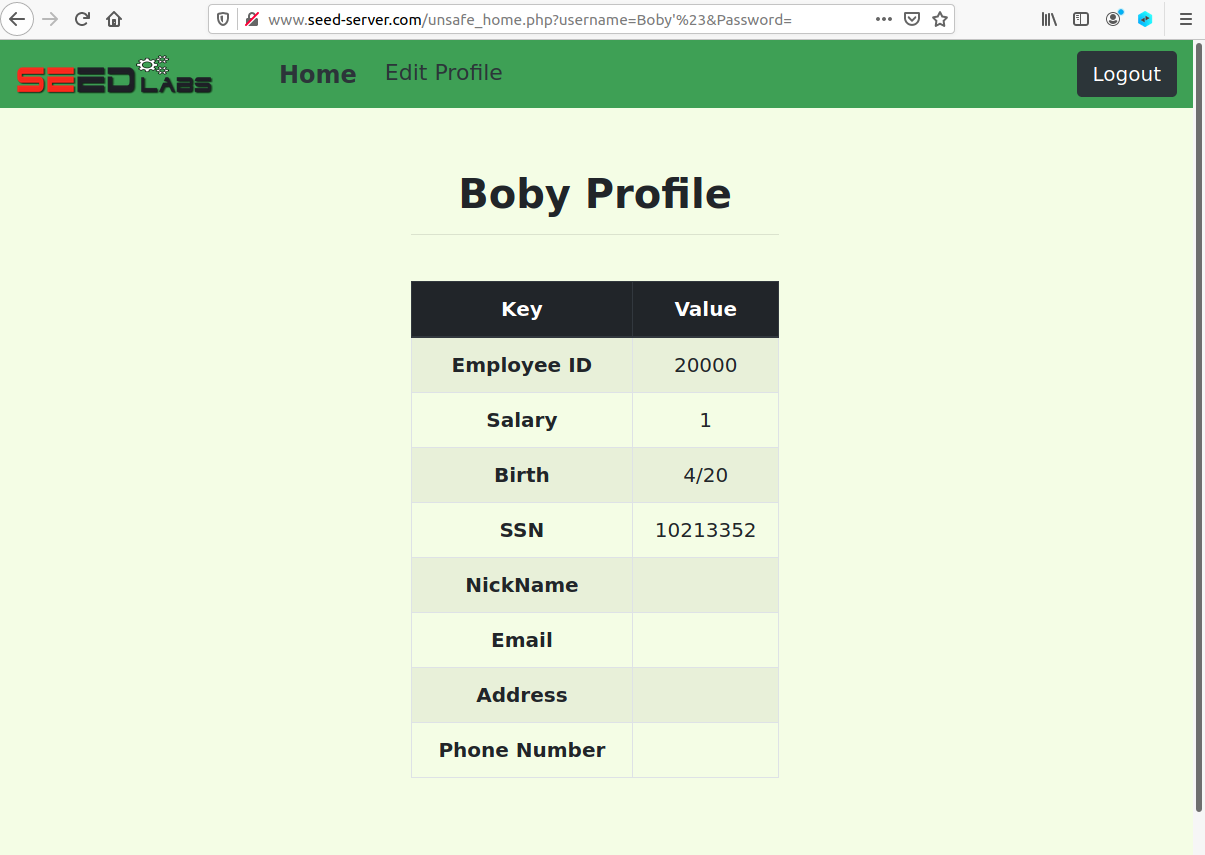 www.seed-server.com/unsafe_home.php?username=Boby'%23&Password=
SEED LABS
Home
Edit Profile
Logout
Boby Profile
Key Value
Employee ID 20000
Salary 1
Birth 4/20
SSN 10213352
NickName
Email
Address
Phone Number